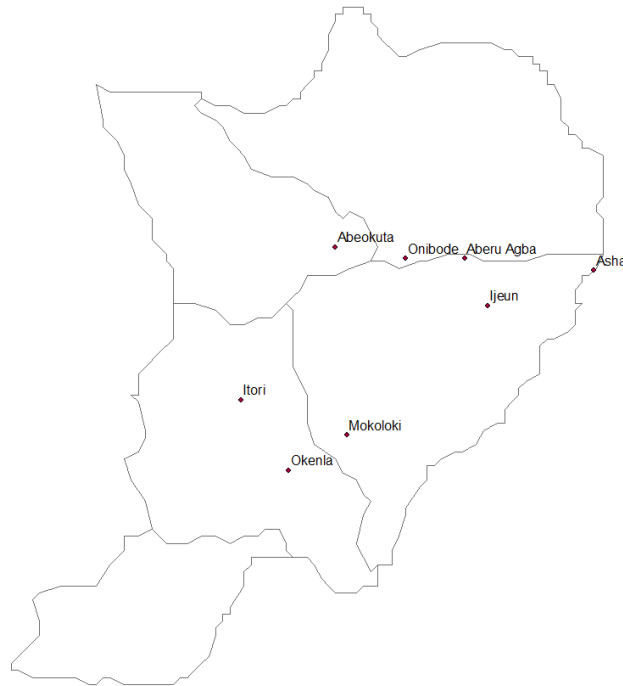 Abeokuta
Onibode
Aberu Agba
Asha
Ijeun
Itori
Mokoloki
Okenla